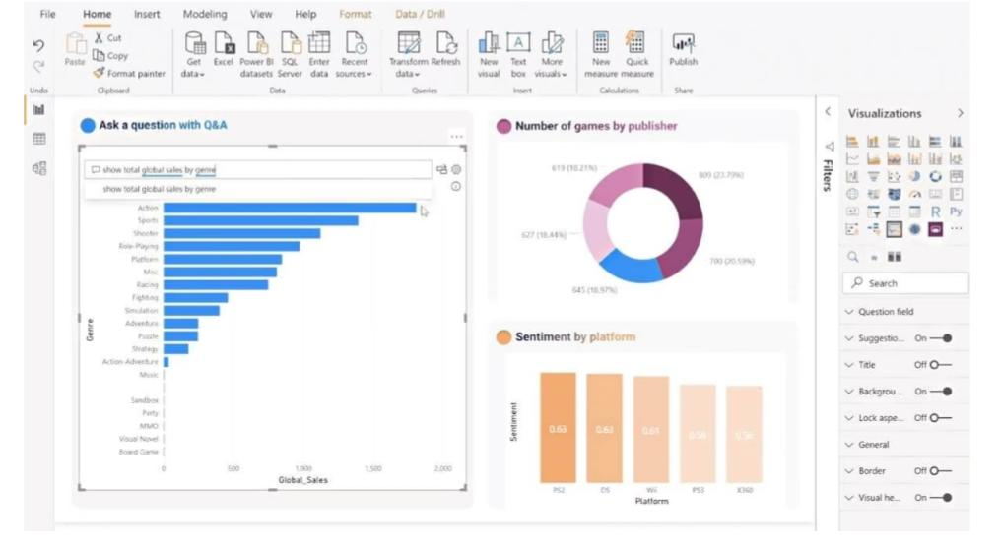 File Home Insert Modeling View Help Format Data / Drill
Cut
Copy
Format painter
Paste
Get data
Excel
Power BI datasets
SQL Server
Enter data
Recent sources
Transform data
Refresh
New visual
Text box
More visuals
New measure
Quick measure
Publish
Undo Clipboard Data Queries Insert Calculations Share
Ask a question with Q&A
show total global sales by genre
show total global sales by genre
Genre
Action
Sports
Shooter
Role-Playing
Platform
Misc
Racing
Fighting
Simulation
Adventure
Puzzle
Strategy
Action-Adventure
Music
Sandbox
Party
MMO
Visual Novel
Board Game
0 500 1,000 1,500 2,000
Global_Sales
Number of games by publisher
619 (18.21%)
809 (23.79%)
627 (18.44%)
700 (20.59%)
645 (18.97%)
Sentiment by platform
Sentiment
0.63 0.62 0.61 0.56 0.56
PS2 DS Wii PS3 X360
Platform
Filters
Visualizations
R Py
Search
Question field
Suggestio... On
Title Off
Backgrou... On
Lock aspe... Off
General
Border Off
Visual he... On